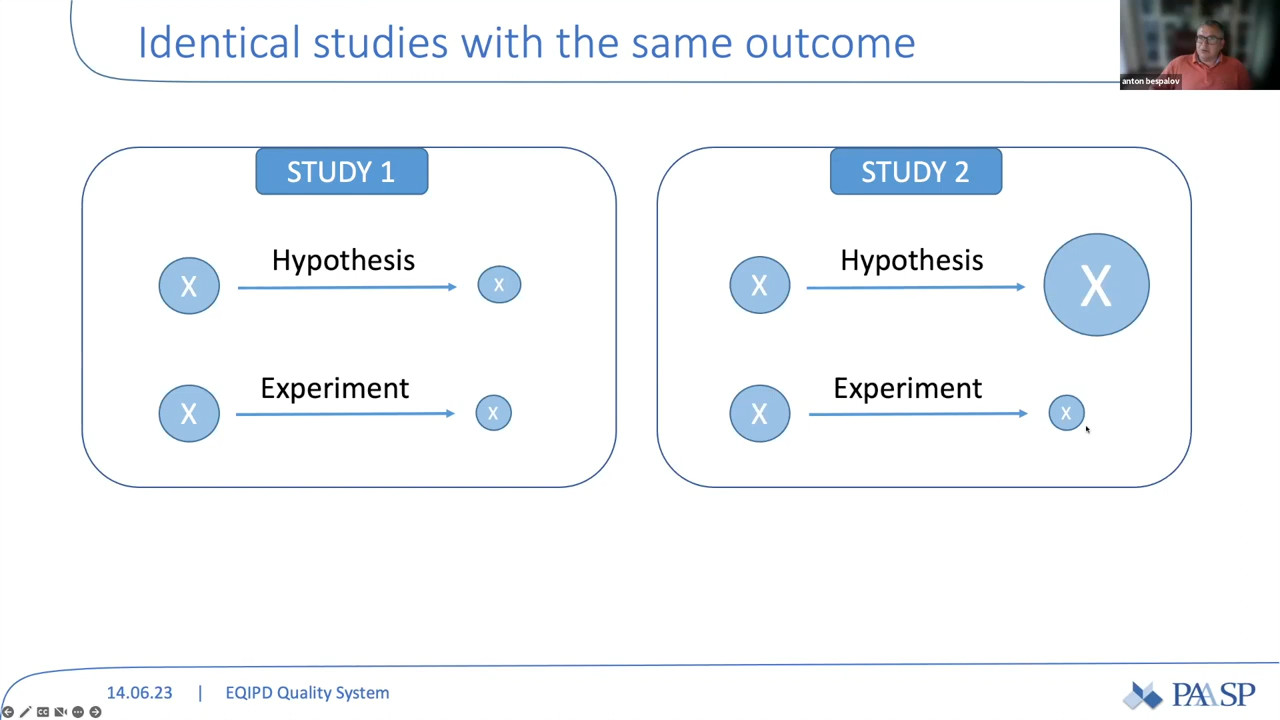 Identical studies with the same outcome
anton bespalov
STUDY 1
Hypothesis
X
X
Experiment
X
X
STUDY 2
Hypothesis
X
X
Experiment
X
X
14.06.23 | EQIPD Quality System
PAASP